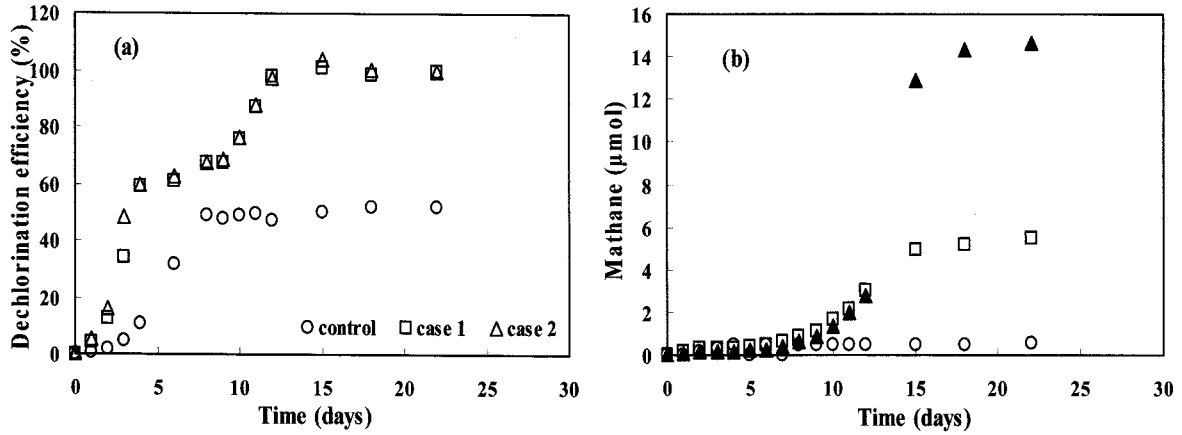 (a)
Dechlorination efficiency (%)
120
100
80
60
40
20
0
control case 1 case 2
0 5 10 15 20 25 30
Time (days)
(b)
Mathane (μmol)
16
14
12
10
8
6
4
2
0
0 5 10 15 20 25 30
Time (days)